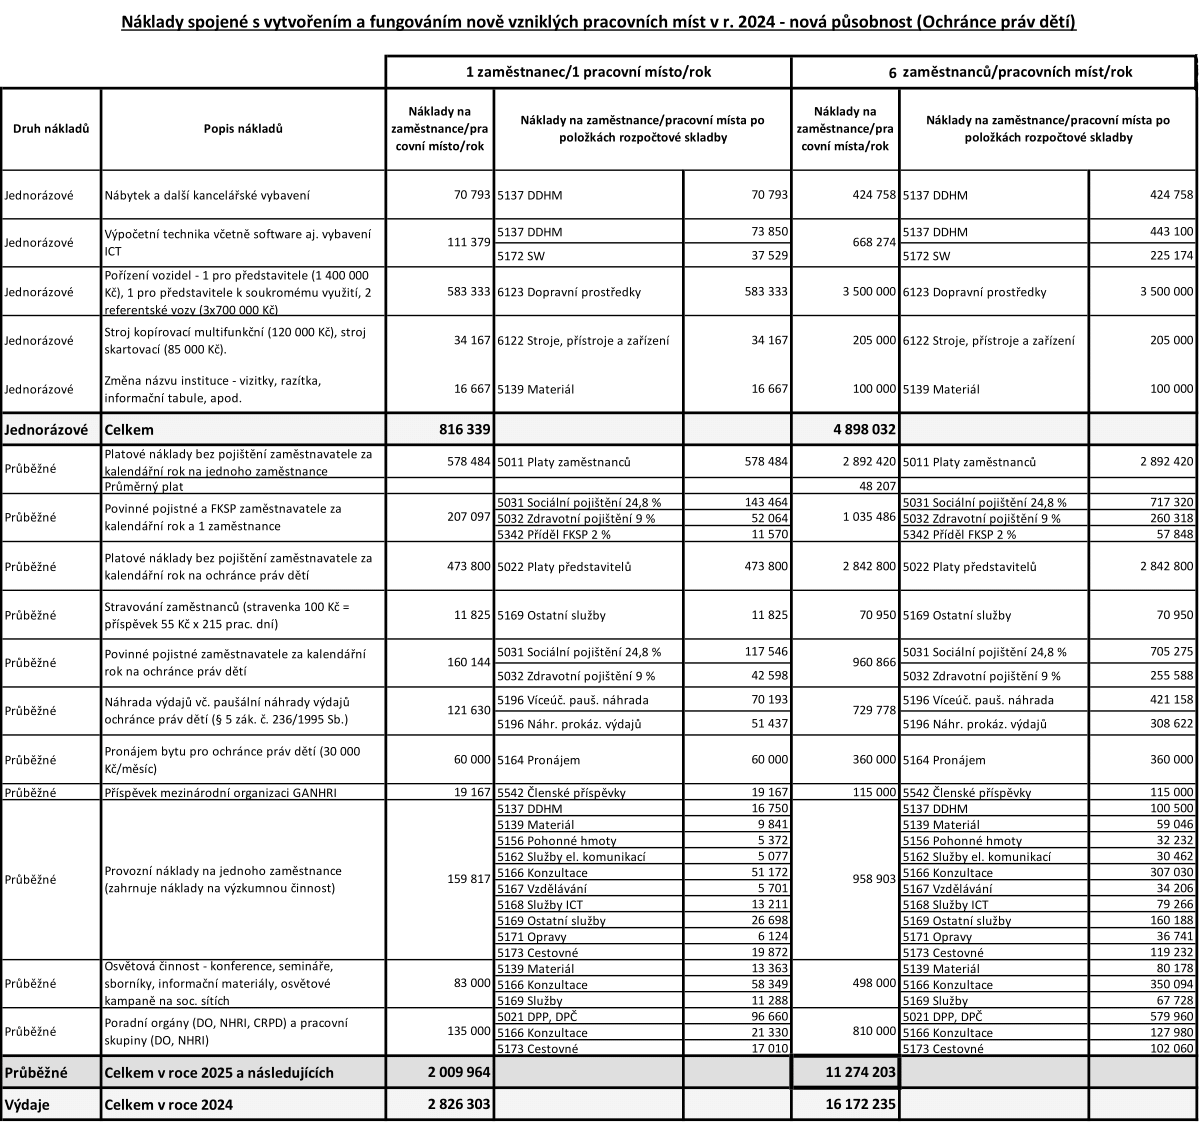 Náklady spojené s vytvořením a fungováním nově vzniklých pracovních míst v r. 2024 - nová působnost (Ochránce práv dětí)
1 zaměstnanec/1 pracovní místo/rok
6 zaměstnanců/pracovních míst/rok
Druh nákladů
Popis nákladů
Náklady na
zaměstnance/pra
covní místo/rok
Náklady na zaměstnance/pracovní místa po
položkách rozpočtové skladby
Náklady na
zaměstnance/pra
covní místa/rok
Náklady na zaměstnance/pracovní místa po
položkách rozpočtové skladby
Jednorázové
Nábytek a další kancelářské vybavení
70 793
5137 DDHM
70 793
424 758
5137 DDHM
424 758
Jednorázové
Výpočetní technika včetně software aj. vybavení
ICT
111 379
5137 DDHM
73 850
5172 SW
37 529
668 274
5137 DDHM
443 100
5172 SW
225 174
Jednorázové
Pořízení vozidel - 1 pro představitele (1 400 000
Kč), 1 pro představitele k soukromému využití, 2
referentské vozy (3x700 000 Kč)
583 333
6123 Dopravní prostředky
583 333
3 500 000
6123 Dopravní prostředky
3 500 000
Jednorázové
Stroj kopírovací multifunkční (120 000 Kč), stroj
skartovací (85 000 Kč).
34 167
6122 Stroje, přístroje a zařízení
34 167
205 000
6122 Stroje, přístroje a zařízení
205 000
Jednorázové
Změna názvu instituce - vizitky, razítka,
informační tabule, apod.
16 667
5139 Materiál
16 667
100 000
5139 Materiál
100 000
Jednorázové
Celkem
816 339
4 898 032
Průběžné
Platové náklady bez pojištění zaměstnavatele za
kalendářní rok na jednoho zaměstnance
578 484
5011 Platy zaměstnanců
578 484
2 892 420
5011 Platy zaměstnanců
2 892 420
Průměrný plat
48 207
Průběžné
Povinné pojistné a FKSP zaměstnavatele za
kalendářní rok a 1 zaměstnance
207 097
5031 Sociální pojištění 24,8 %
143 464
5032 Zdravotní pojištění 9 %
52 064
5342 Příděl FKSP 2 %
11 570
1 035 486
5031 Sociální pojištění 24,8 %
717 320
5032 Zdravotní pojištění 9 %
260 318
5342 Příděl FKSP 2 %
57 848
Průběžné
Platové náklady bez pojištění zaměstnavatele za
kalendářní rok na ochránce práv dětí
473 800
5022 Platy představitelů
473 800
2 842 800
5022 Platy představitelů
2 842 800
Průběžné
Stravování zaměstnanců (stravenka 100 Kč =
příspěvek 55 Kč x 215 prac. dní)
11 825
5169 Ostatní služby
11 825
70 950
5169 Ostatní služby
70 950
Průběžné
Povinné pojistné zaměstnavatele za kalendářní
rok na ochránce práv dětí
160 144
5031 Sociální pojištění 24,8 %
117 546
5032 Zdravotní pojištění 9 %
42 598
960 866
5031 Sociální pojištění 24,8 %
705 275
5032 Zdravotní pojištění 9 %
255 588
Průběžné
Náhrada výdajů vč. paušální náhrady výdajů
ochránce práv dětí (§ 5 zák. č. 236/1995 Sb.)
121 630
5196 Víceúč. pauš. náhrada
70 193
5196 Náhr. prokáz. výdajů
51 437
729 778
5196 Víceúč. pauš. náhrada
421 158
5196 Náhr. prokáz. výdajů
308 622
Průběžné
Pronájem bytu pro ochránce práv dětí (30 000
Kč/měsíc)
60 000
5164 Pronájem
60 000
360 000
5164 Pronájem
360 000
Průběžné
Příspěvek mezinárodní organizaci GANHRI
19 167
5542 Členské příspěvky
19 167
115 000
5542 Členské příspěvky
115 000
Průběžné
Provozní náklady na jednoho zaměstnance
(zahrnuje náklady na výzkumnou činnost)
159 817
5137 DDHM
16 750
5139 Materiál
9 841
5156 Pohonné hmoty
5 372
5162 Služby el. komunikací
5 077
5166 Konzultace
51 172
5167 Vzdělávání
5 701
5168 Služby ICT
13 211
5169 Ostatní služby
26 698
5171 Opravy
6 124
5173 Cestovné
19 872
958 903
5137 DDHM
100 500
5139 Materiál
59 046
5156 Pohonné hmoty
32 232
5162 Služby el. komunikací
30 462
5166 Konzultace
307 030
5167 Vzdělávání
34 206
5168 Služby ICT
79 266
5169 Ostatní služby
160 188
5171 Opravy
36 741
5173 Cestovné
119 232
Průběžné
Osvětová činnost - konference, semináře,
sborníky, informační materiály, osvětové
kampaně na soc. sítích
83 000
5139 Materiál
13 363
5166 Konzultace
58 349
5169 Služby
11 288
498 000
5139 Materiál
80 178
5166 Konzultace
350 094
5169 Služby
67 728
Průběžné
Poradní orgány (DO, NHRI, CRPD) a pracovní
skupiny (DO, NHRI)
135 000
5021 DPP, DPČ
96 660
5166 Konzultace
21 330
5173 Cestovné
17 010
810 000
5021 DPP, DPČ
579 960
5166 Konzultace
127 980
5173 Cestovné
102 060
Průběžné
Celkem v roce 2025 a následujících
2 009 964
11 274 203
Výdaje
Celkem v roce 2024
2 826 303
16 172 235